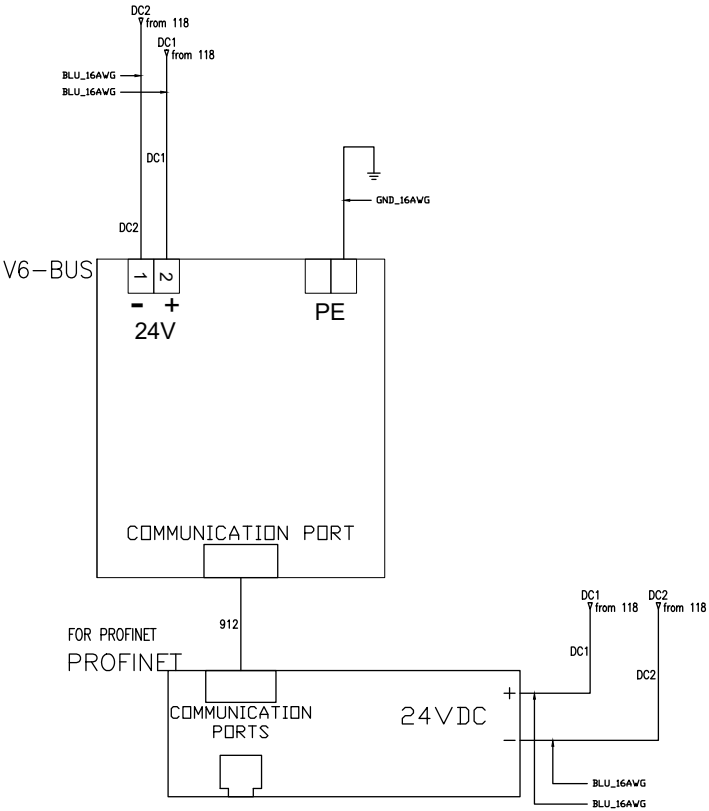 DC2
from 118
DC1
from 118
BLU_16AWG
BLU_16AWG
DC1
GND_16AWG
DC2
V6-BUS
1 2
- +
24V
PE
COMMUNICATION PORT
912
FOR PROFINET
PROFINET
COMMUNICATION
PORTS
24VDC
+
-
DC1
from 118
DC2
from 118
DC1
DC2
BLU_16AWG
BLU_16AWG